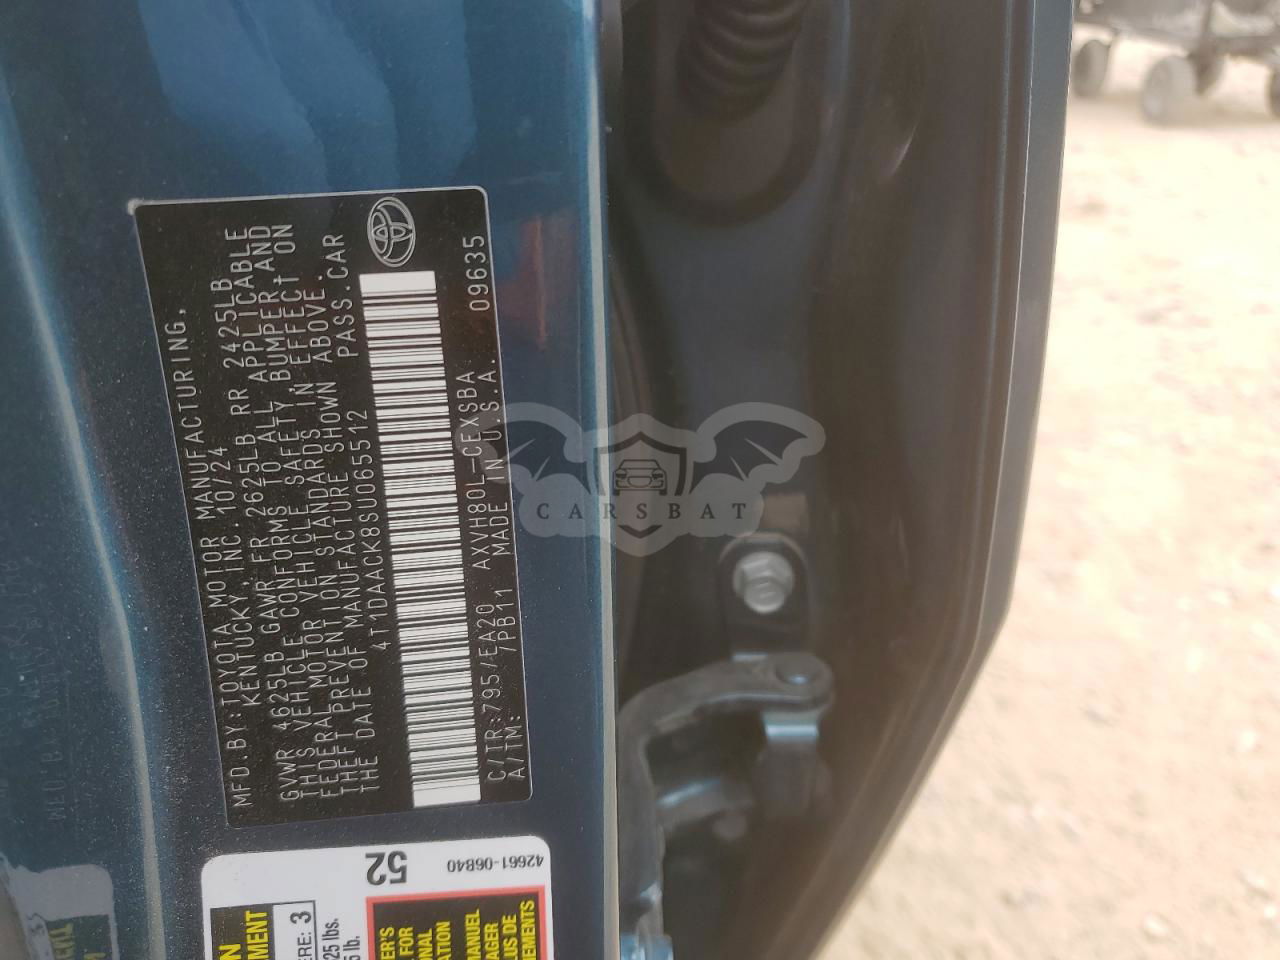 MFD.BY:TOYOTA MOTOR MANUFACTURING,
KENTUCKY, INC. 10/24
GVWR 4625LB GAWR FR 2625LB RR 2425LB
THIS VEHICLE CONFORMS TO ALL APPLICABLE
FEDERAL MOTOR VEHICLE SAFETY, BUMPER AND
THEFT PREVENTION STANDARDS IN EFFECT ON
THE DATE OF MANUFACTURE SHOWN ABOVE.
4T1DAACK8SU065512 PASS.CAR
C/TR:795/EA20 AXVH80L-CEXSBA 09635
A/TM: /PB11 MADE IN U.S.A.
52
42661-06B40
3
CARSBAT